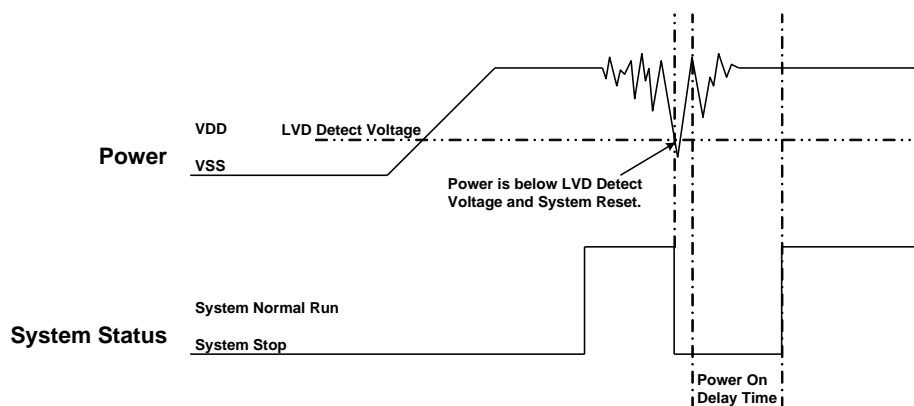 VDD
LVD Detect Voltage
Power
VSS
Power is below LVD Detect
Voltage and System Reset.
System Normal Run
System Status
System Stop
Power On
Delay Time